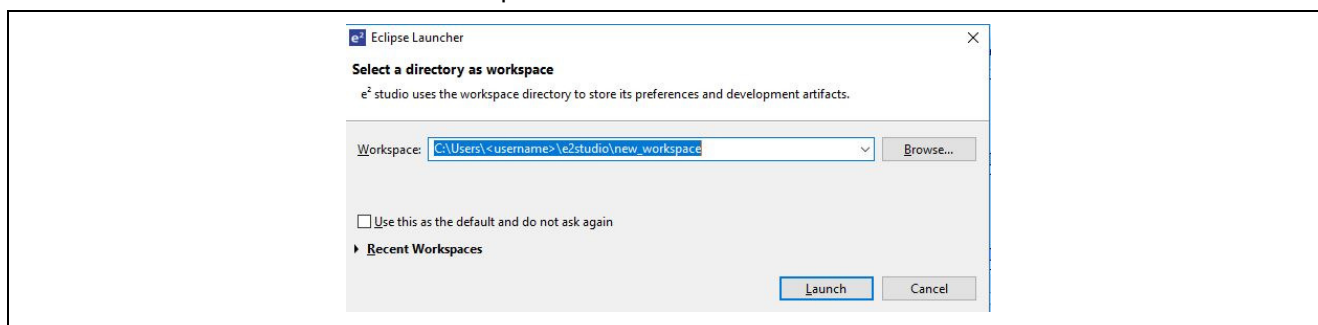 e² Eclipse Launcher
Select a directory as workspace
e² studio uses the workspace directory to store its preferences and development artifacts.
Workspace: C:\Users\<username>\e2studio\new_workspace Browse...
Use this as the default and do not ask again
Recent Workspaces
Launch Cancel